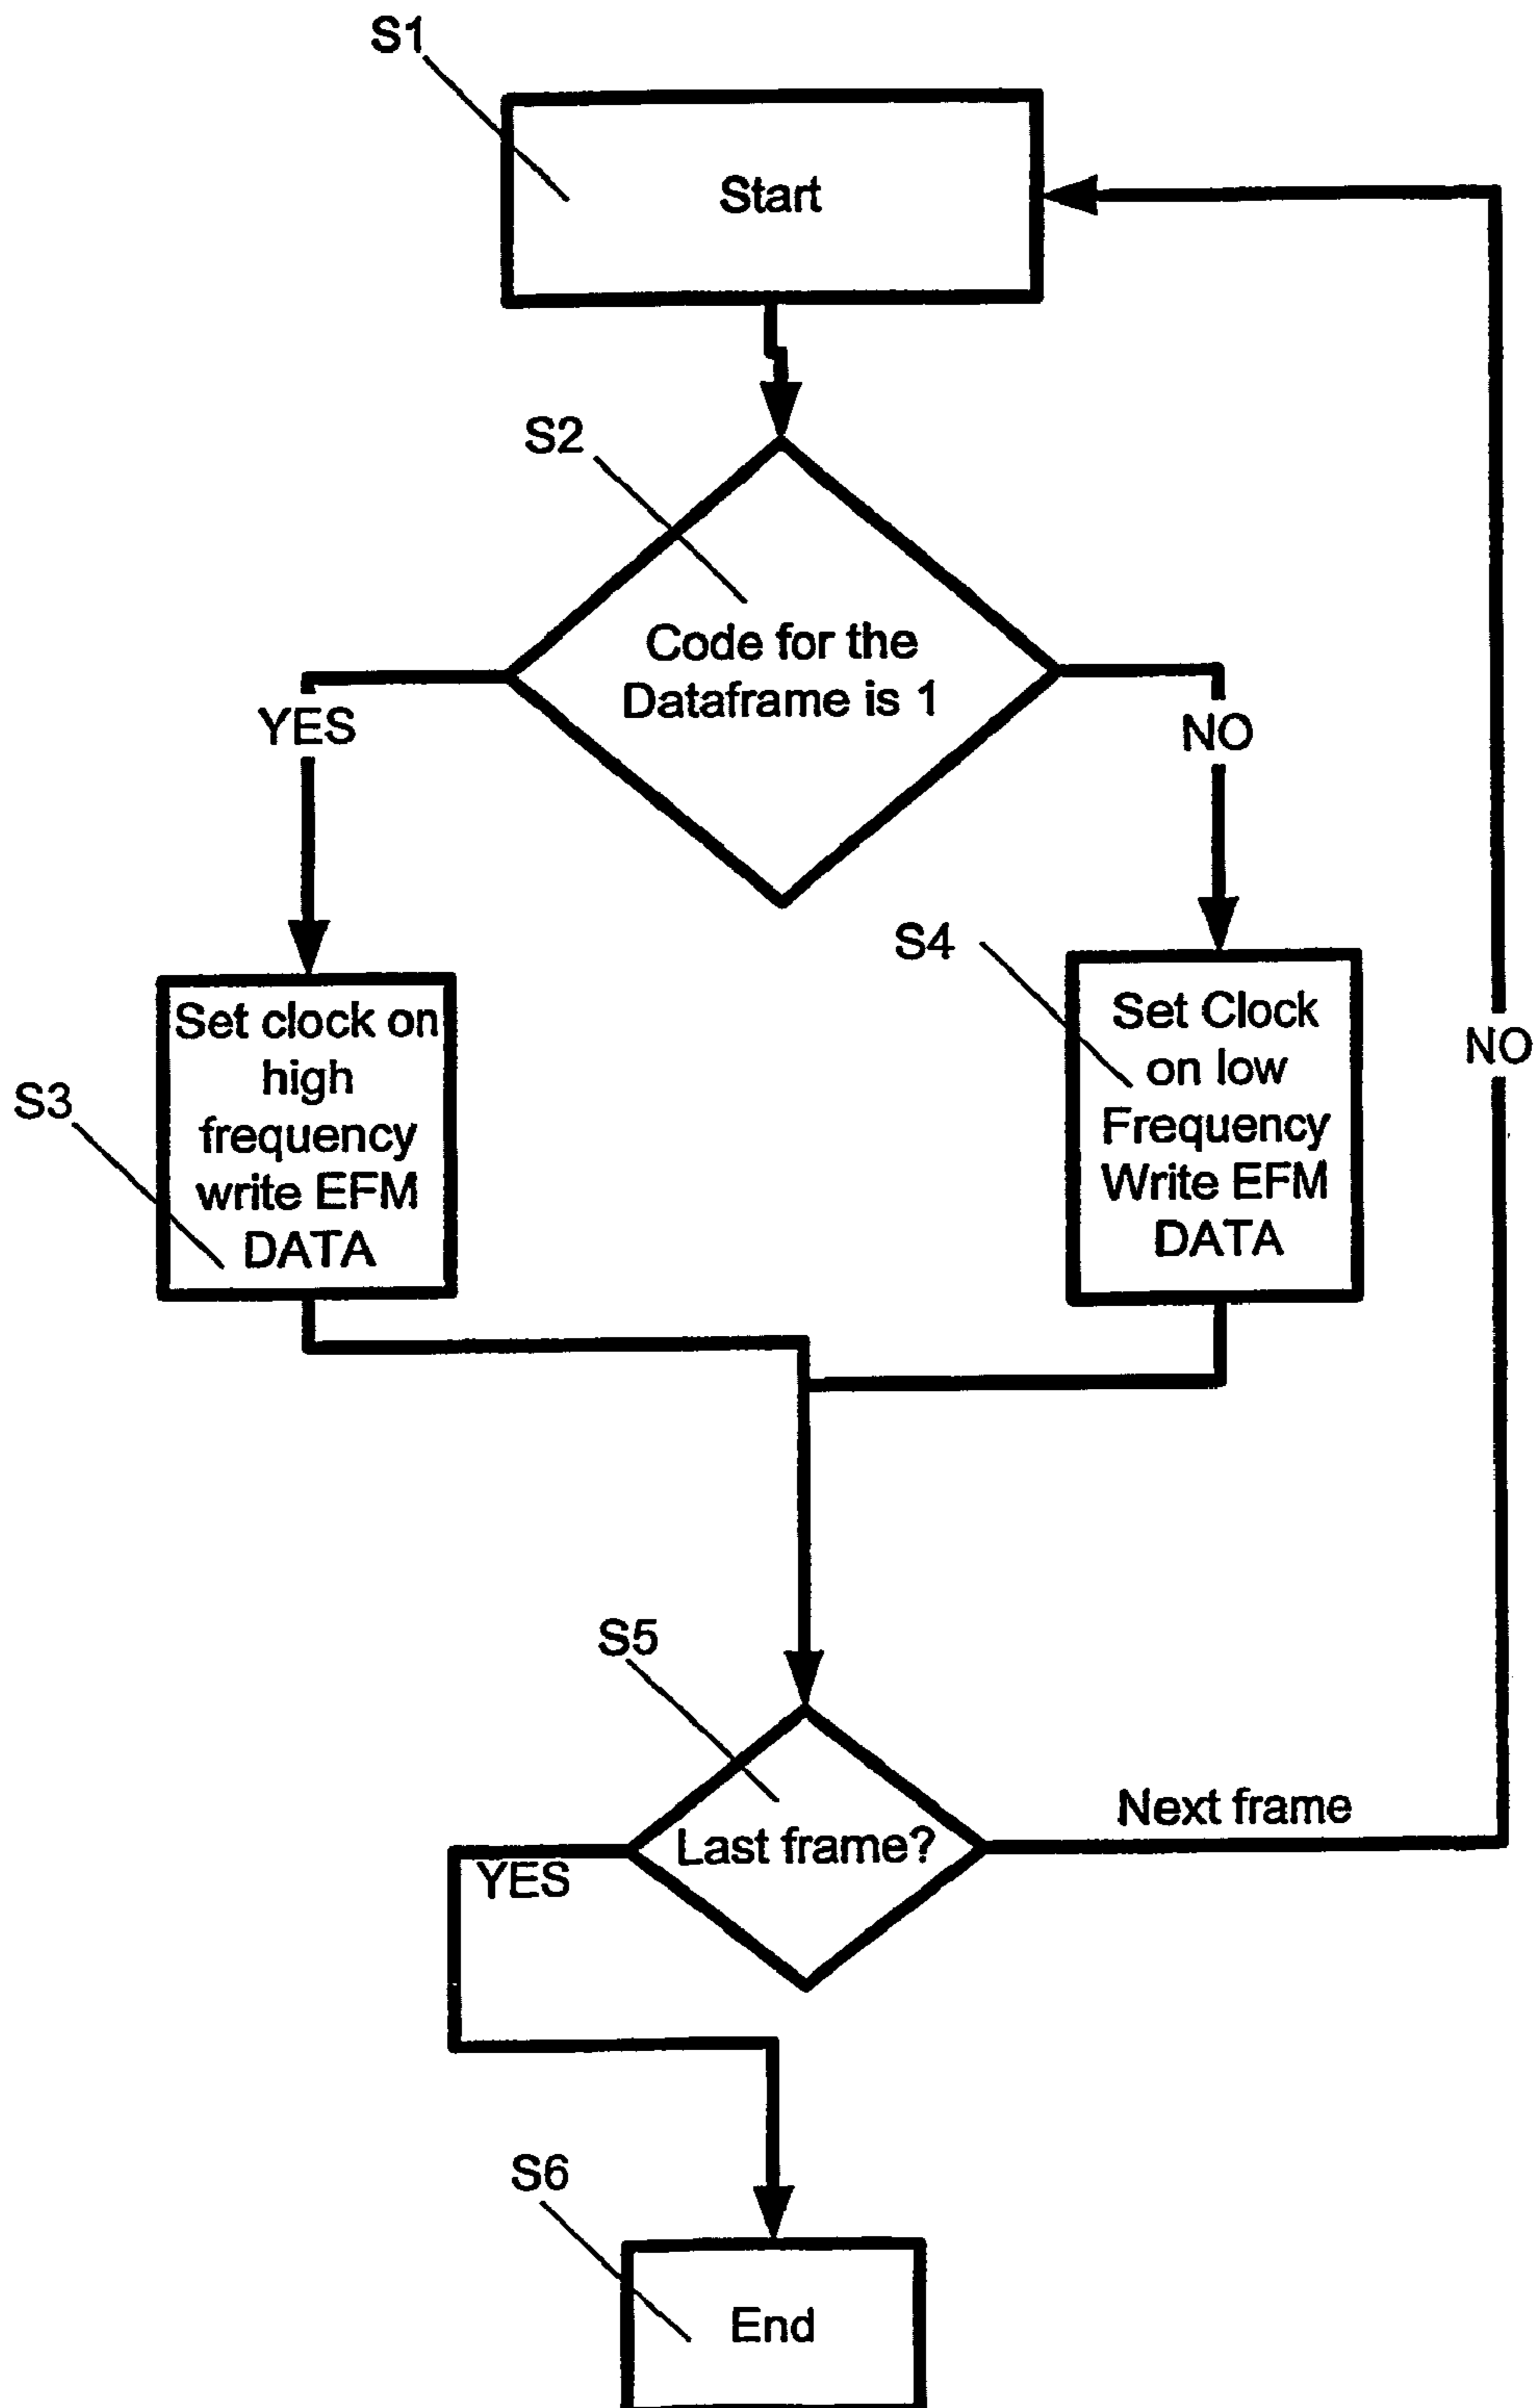 S1
Start
S2
Code for the
Dataframe is 1
YES
NO
S3
Set clock on
high
frequency
write EFM
DATA
S4
Set Clock
on low
Frequency
Write EFM
DATA
NO
S5
Last frame?
Next frame
YES
S6
End